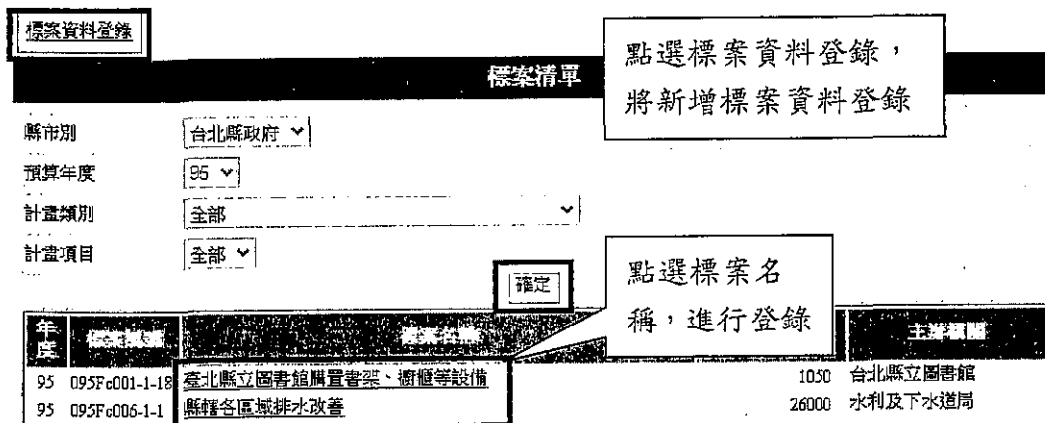 標案資料登錄
點選標案資料登錄，
將新增標案資料登錄
標案清單
縣市別 台北縣政府
預算年度 95
計畫類別 全部
計畫項目 全部
確定
點選標案名
稱，進行登錄
年度 主辦機關
95 095Fc001-1-18 臺北縣立圖書館購置書架、櫥櫃等設備 1050 台北縣立圖書館
95 095Fc006-1-1 縣轄各區域排水改善 26000 水利及下水道局